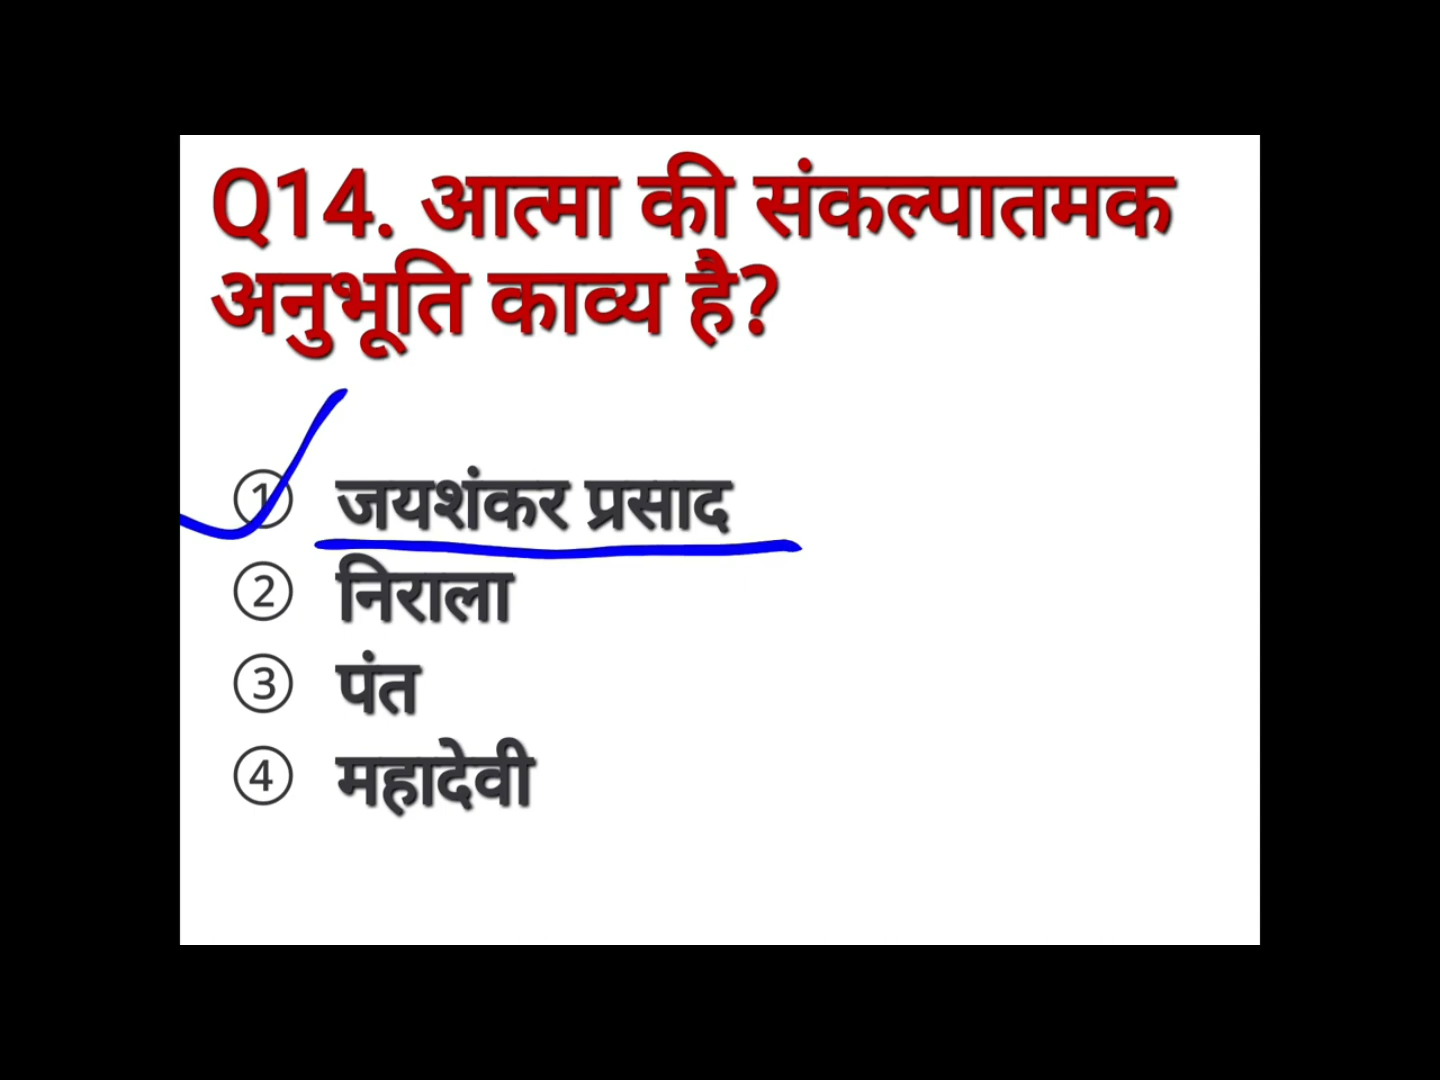 Q14. आत्मा की संकल्पातमक
अनुभूति काव्य है?
① जयशंकर प्रसाद
② निराला
③ पंत
④ महादेवी